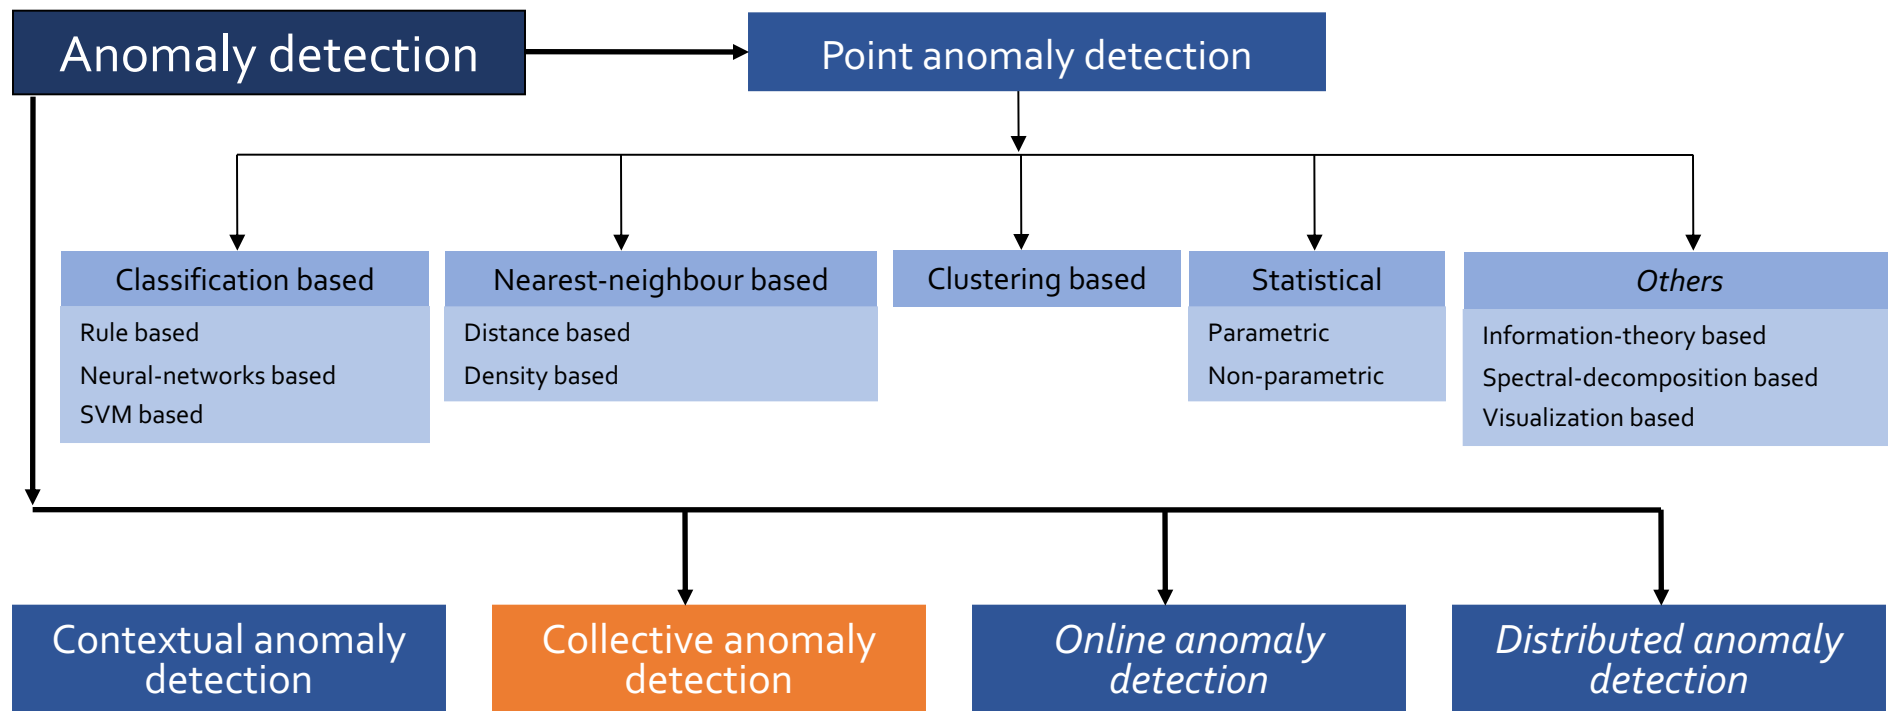 Anomaly detection
Point anomaly detection
Classification based
Rule based
Neural-networks based
SVM based
Nearest-neighbour based
Distance based
Density based
Clustering based
Statistical
Parametric
Non-parametric
Others
Information-theory based
Spectral-decomposition based
Visualization based
Contextual anomaly
detection
Collective anomaly
detection
Online anomaly
detection
Distributed anomaly
detection